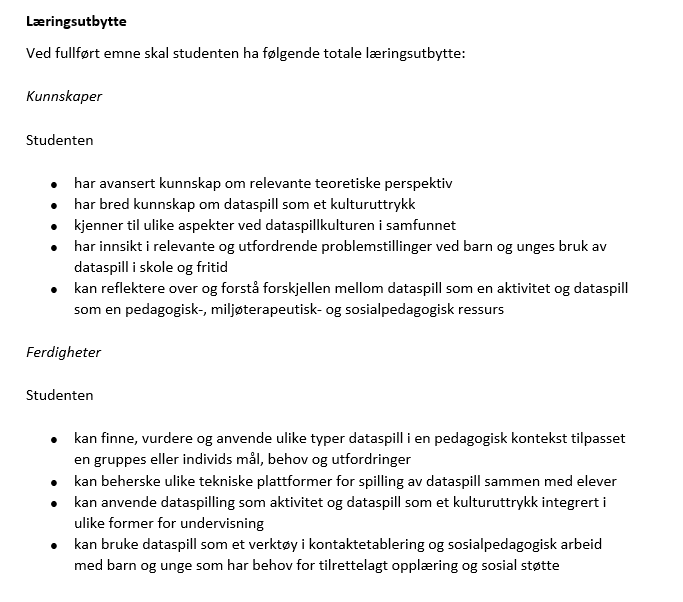 Læringsutbytte
Ved fullført emne skal studenten ha følgende totale læringsutbytte:
Kunnskaper
Studenten
• har avansert kunnskap om relevante teoretiske perspektiv
• har bred kunnskap om dataspill som et kulturuttrykk
• kjenner til ulike aspekter ved dataspillkulturen i samfunnet
• har innsikt i relevante og utfordrende problemstillinger ved barn og unges bruk av
dataspill i skole og fritid
• kan reflektere over og forstå forskjellen mellom dataspill som en aktivitet og dataspill
som en pedagogisk-, miljøterapeutisk- og sosialpedagogisk ressurs
Ferdigheter
Studenten
• kan finne, vurdere og anvende ulike typer dataspill i en pedagogisk kontekst tilpasset
en gruppes eller individs mål, behov og utfordringer
• kan beherske ulike tekniske plattformer for spilling av dataspill sammen med elever
• kan anvende dataspilling som aktivitet og dataspill som et kulturuttrykk integrert i
ulike former for undervisning
• kan bruke dataspill som et verktøy i kontaktetablering og sosialpedagogisk arbeid
med barn og unge som har behov for tilrettelagt opplæring og sosial støtte